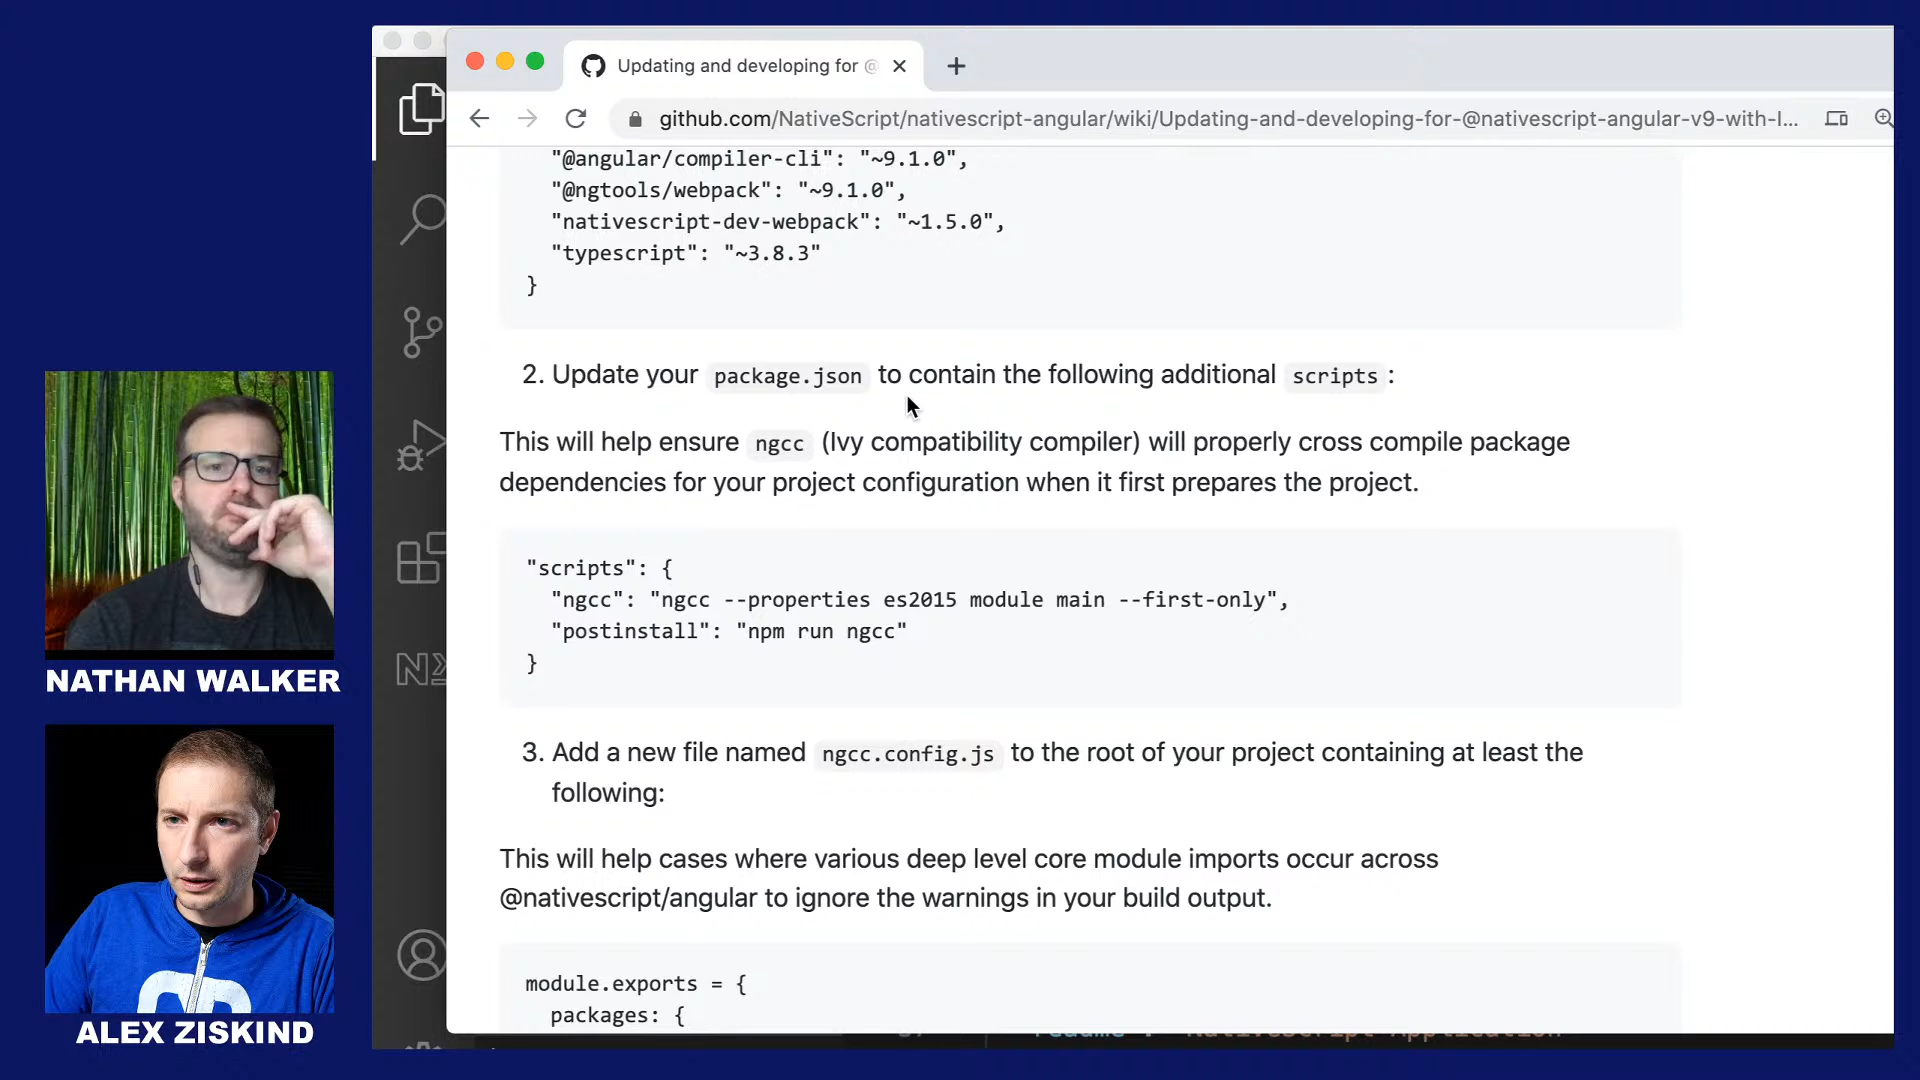 Updating and developing for @
github.com/NativeScript/nativescript-angular/wiki/Updating-and-developing-for-@nativescript-angular-v9-with-I...
"@angular/compiler-cli": "~9.1.0",
"@ngtools/webpack": "~9.1.0",
"nativescript-dev-webpack": "~1.5.0",
"typescript": "~3.8.3"
}
2. Update your package.json to contain the following additional scripts :
This will help ensure ngcc (Ivy compatibility compiler) will properly cross compile package
dependencies for your project configuration when it first prepares the project.
"scripts": {
"ngcc": "ngcc --properties es2015 module main --first-only",
"postinstall": "npm run ngcc"
}
3. Add a new file named ngcc.config.js to the root of your project containing at least the
following:
This will help cases where various deep level core module imports occur across
@nativescript/angular to ignore the warnings in your build output.
module.exports = {
packages: {
NATHAN WALKER
ALEX ZISKIND